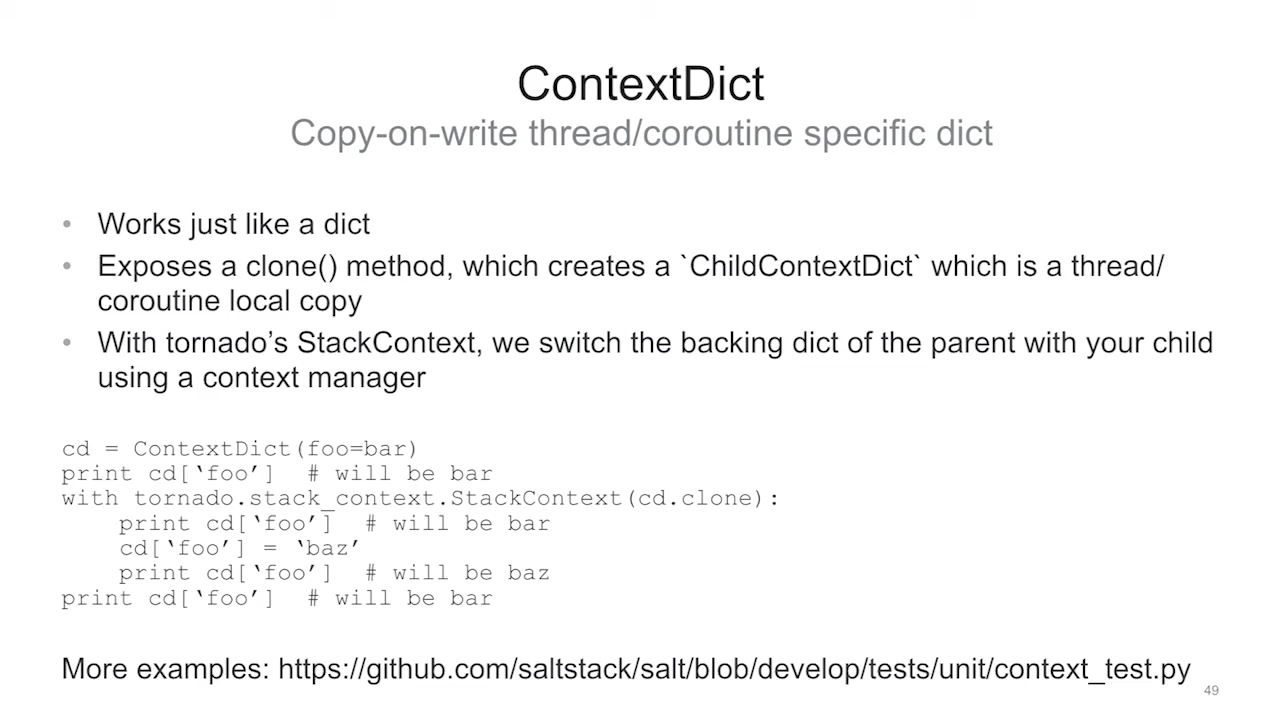 ContextDict
Copy-on-write thread/coroutine specific dict
• Works just like a dict
• Exposes a clone() method, which creates a `ChildContextDict` which is a thread/
coroutine local copy
• With tornado’s StackContext, we switch the backing dict of the parent with your child
using a context manager
cd = ContextDict(foo=bar)
print cd[‘foo’]  # will be bar
with tornado.stack_context.StackContext(cd.clone):
    print cd[‘foo’]  # will be bar
    cd[‘foo’] = ‘baz’
    print cd[‘foo’]  # will be baz
print cd[‘foo’]  # will be bar
More examples: https://github.com/saltstack/salt/blob/develop/tests/unit/context_test.py
49